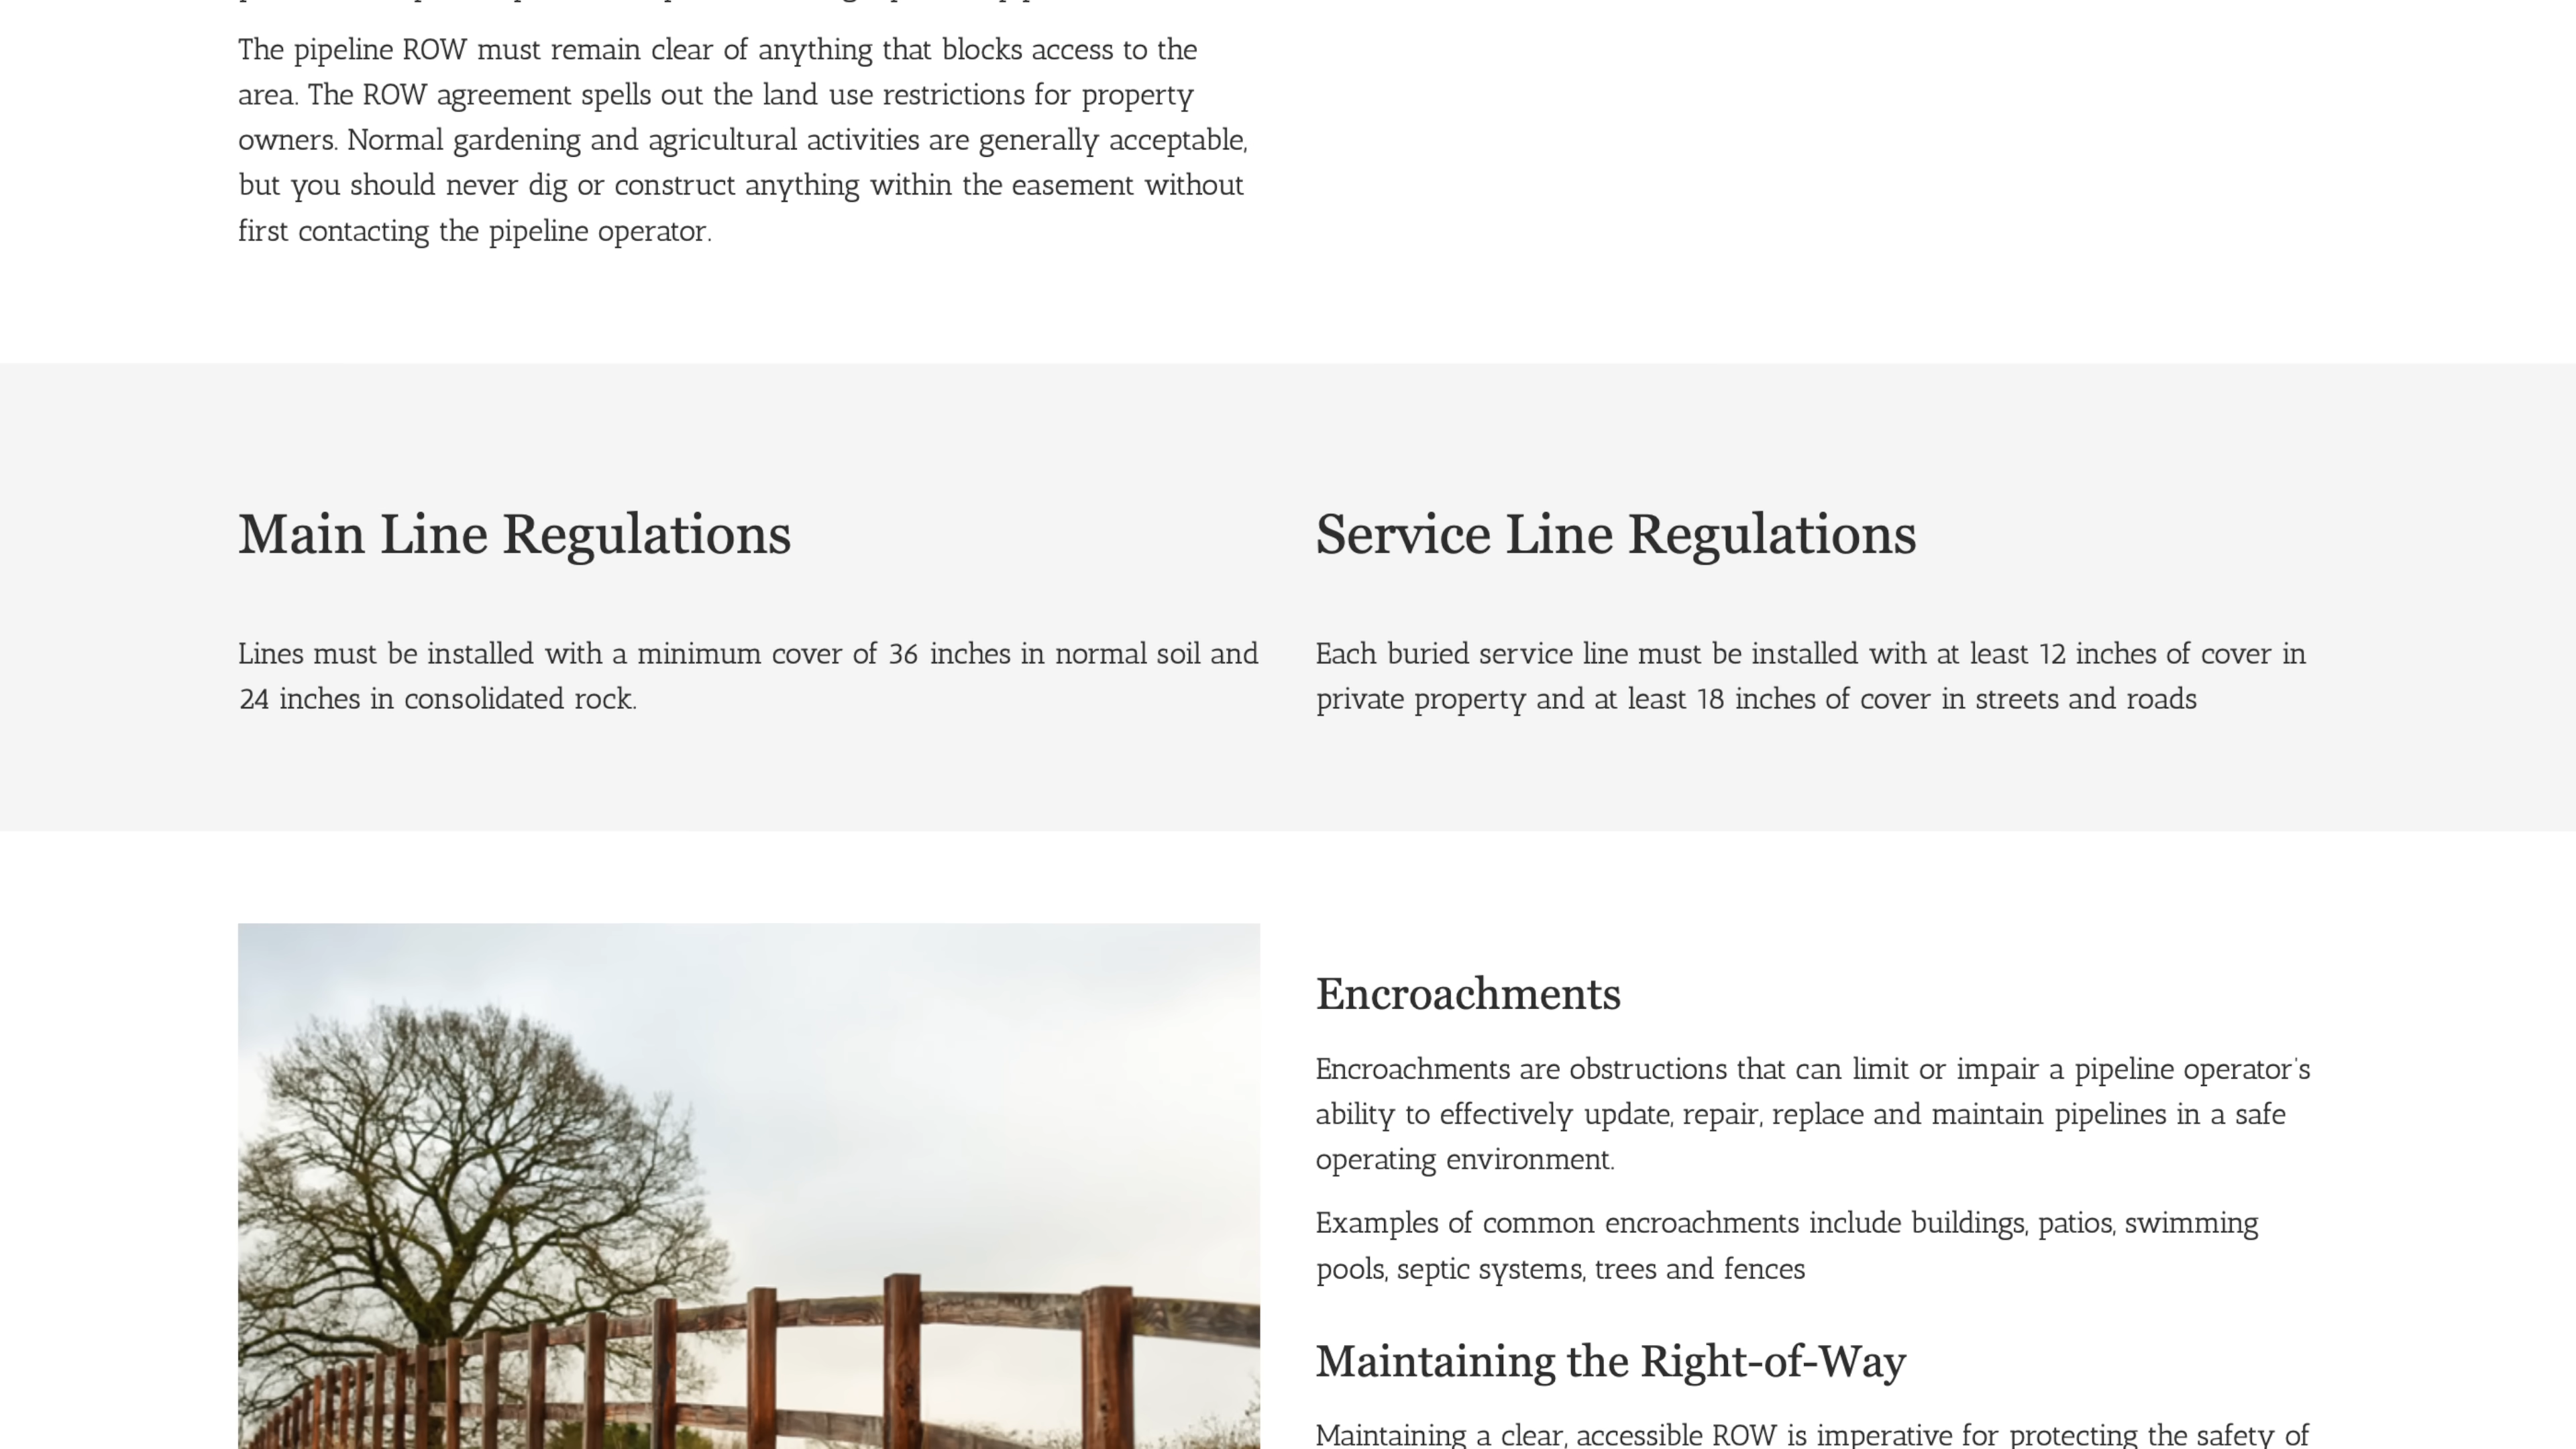 The pipeline ROW must remain clear of anything that blocks access to the
area. The ROW agreement spells out the land use restrictions for property
owners. Normal gardening and agricultural activities are generally acceptable,
but you should never dig or construct anything within the easement without
first contacting the pipeline operator.
Main Line Regulations
Lines must be installed with a minimum cover of 36 inches in normal soil and
24 inches in consolidated rock.
Service Line Regulations
Each buried service line must be installed with at least 12 inches of cover in
private property and at least 18 inches of cover in streets and roads
Encroachments
Encroachments are obstructions that can limit or impair a pipeline operator's
ability to effectively update, repair, replace and maintain pipelines in a safe
operating environment.
Examples of common encroachments include buildings, patios, swimming
pools, septic systems, trees and fences
Maintaining the Right-of-Way
Maintaining a clear, accessible ROW is imperative for protecting the safety of